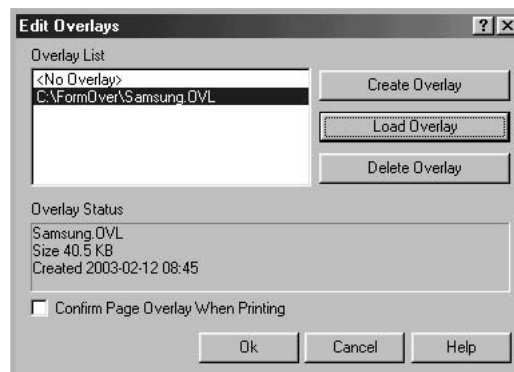 Edit Overlays
? X
Overlay List
<No Overlay>
C:\FormOver\Samsung.OVL
Create Overlay
Load Overlay
Delete Overlay
Overlay Status
Samsung.OVL
Size 40.5 KB
Created 2003-02-12 08:45
Confirm Page Overlay When Printing
Ok Cancel Help